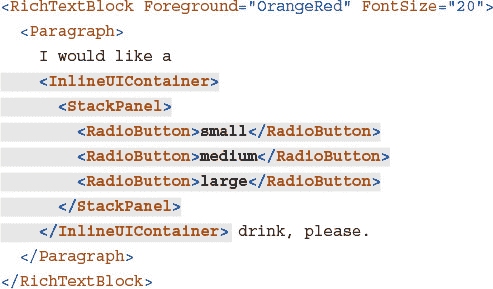 <RichTextBlock Foreground="OrangeRed" FontSize="20">
  <Paragraph>
    I would like a
    <InlineUIContainer>
      <StackPanel>
        <RadioButton>small</RadioButton>
        <RadioButton>medium</RadioButton>
        <RadioButton>large</RadioButton>
      </StackPanel>
    </InlineUIContainer> drink, please.
  </Paragraph>
</RichTextBlock>